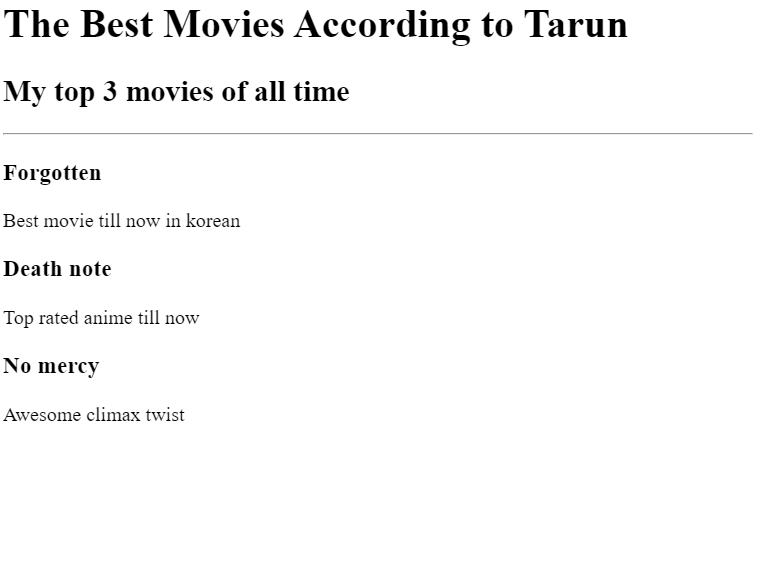 The Best Movies According to Tarun
My top 3 movies of all time
Forgotten
Best movie till now in korean
Death note
Top rated anime till now
No mercy
Awesome climax twist